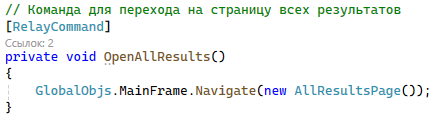 // Команда для перехода на страницу всех результатов
[RelayCommand]
Ссылок: 2
private void OpenAllResults()
{
    GlobalObjs.MainFrame.Navigate(new AllResultsPage());
}